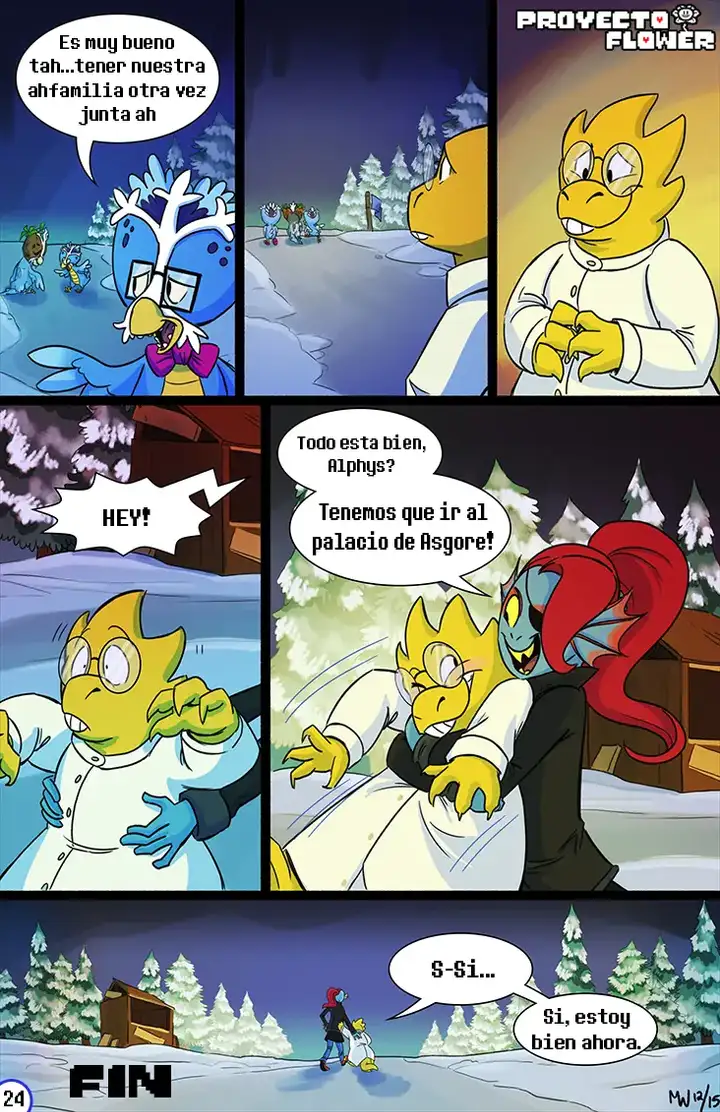 PROYECTO
FLOWER
Es muy bueno
tah...tener nuestra
ahfamilia otra vez
junta ah
HEY!
Todo esta bien,
Alphys?
Tenemos que ir al
palacio de Asgore!
S-Si...
Si, estoy
bien ahora.
FIN
24
MW 12/15